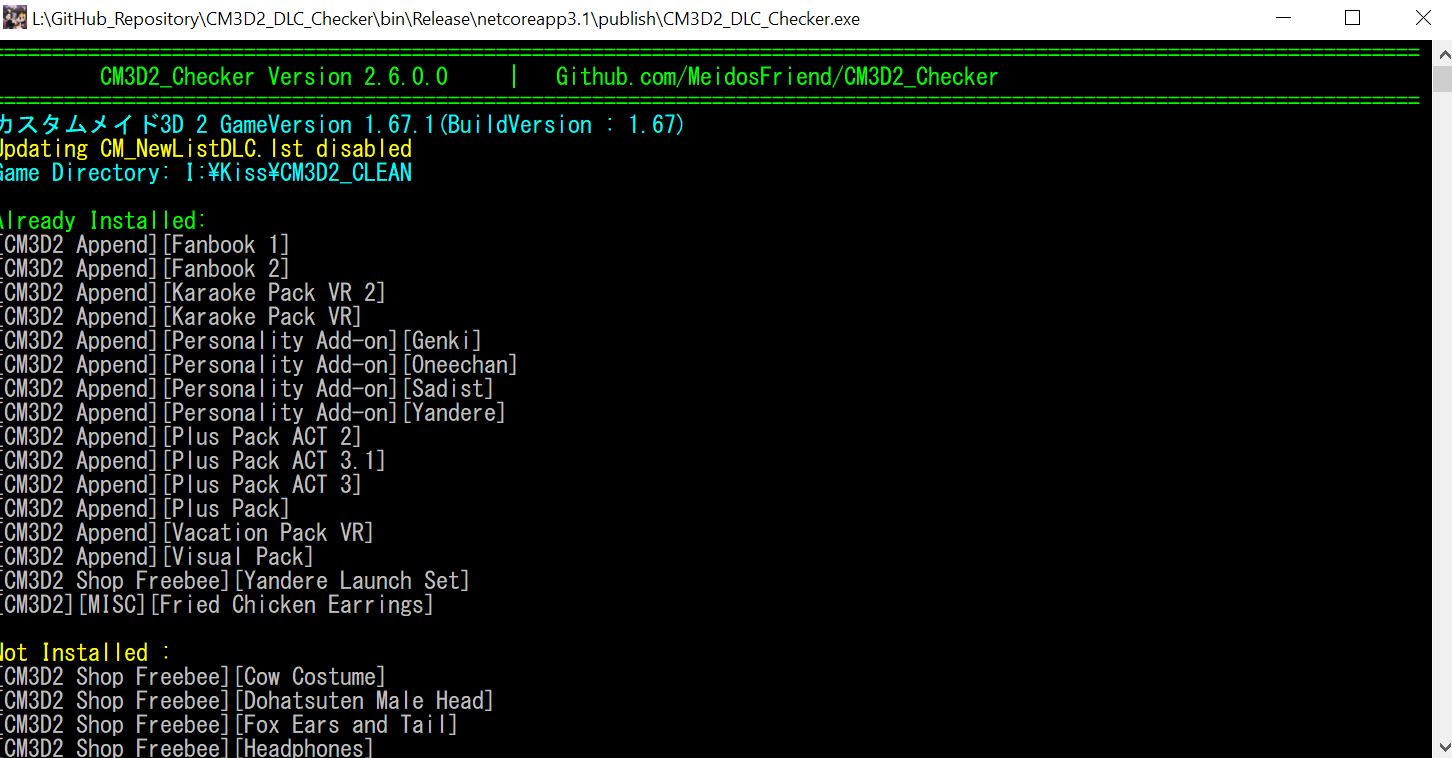 L:\GitHub_Repository\CM3D2_DLC_Checker\bin\Release\netcoreapp3.1\publish\CM3D2_DLC_Checker.exe
CM3D2_Checker Version 2.6.0.0 | Github.com/MeidosFriend/CM3D2_Checker
カスタムメイド3D 2 GameVersion 1.67.1(BuildVersion : 1.67)
Updating CM_NewListDLC.lst disabled
Game Directory: I:¥Kiss¥CM3D2_CLEAN
Already Installed:
[CM3D2 Append][Fanbook 1]
[CM3D2 Append][Fanbook 2]
[CM3D2 Append][Karaoke Pack VR 2]
[CM3D2 Append][Karaoke Pack VR]
[CM3D2 Append][Personality Add-on][Genki]
[CM3D2 Append][Personality Add-on][Oneechan]
[CM3D2 Append][Personality Add-on][Sadist]
[CM3D2 Append][Personality Add-on][Yandere]
[CM3D2 Append][Plus Pack ACT 2]
[CM3D2 Append][Plus Pack ACT 3.1]
[CM3D2 Append][Plus Pack ACT 3]
[CM3D2 Append][Plus Pack]
[CM3D2 Append][Vacation Pack VR]
[CM3D2 Append][Visual Pack]
[CM3D2 Shop Freebee][Yandere Launch Set]
[CM3D2][MISC][Fried Chicken Earrings]
Not Installed :
[CM3D2 Shop Freebee][Cow Costume]
[CM3D2 Shop Freebee][Dohatsuten Male Head]
[CM3D2 Shop Freebee][Fox Ears and Tail]
[CM3D2 Shop Freebee][Headphones]